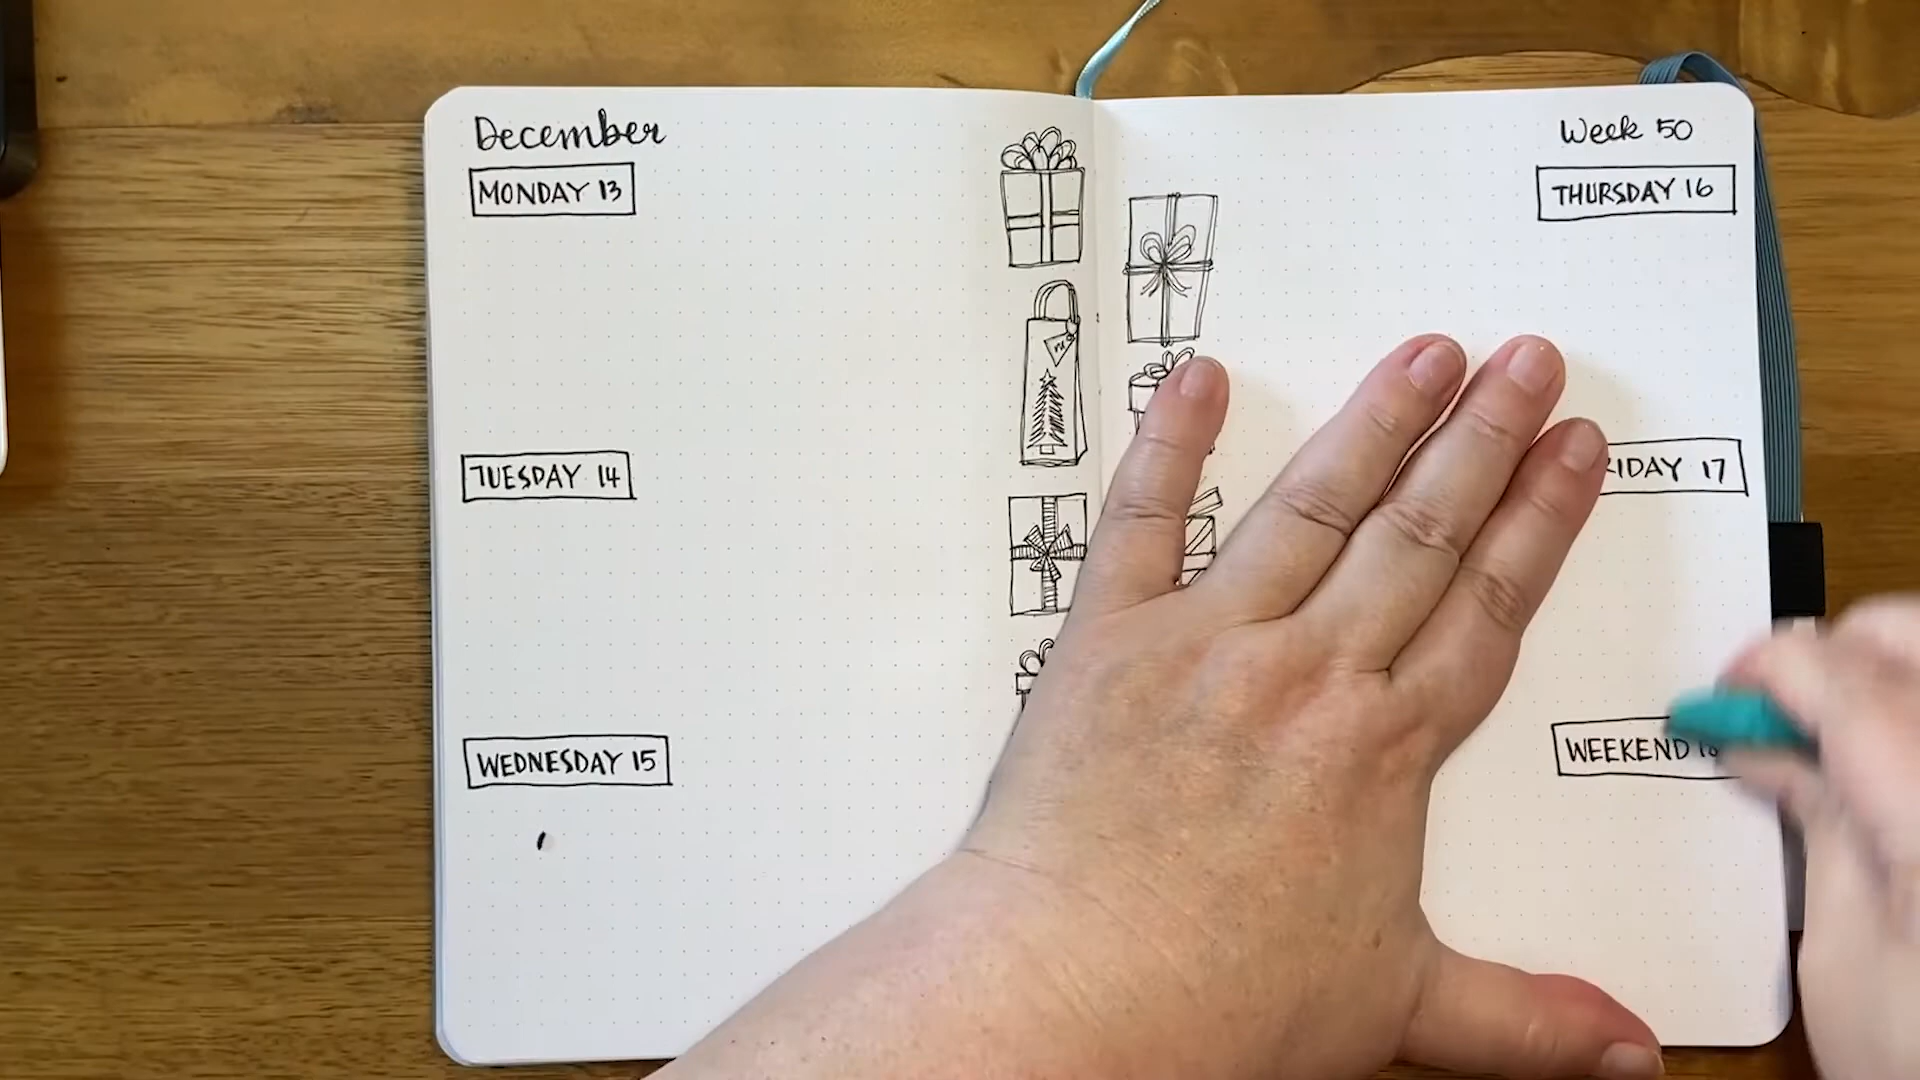 December
MONDAY 13
TUESDAY 14
WEDNESDAY 15
Week 50
THURSDAY 16
RIDAY 17
WEEKEND